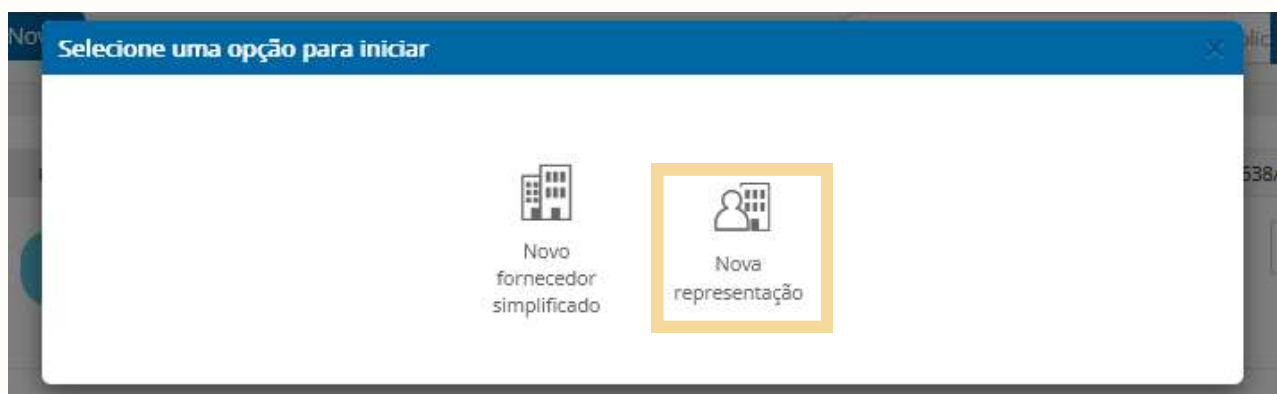 Selecione uma opção para iniciar
Novo
fornecedor
simplificado
Nova
representação